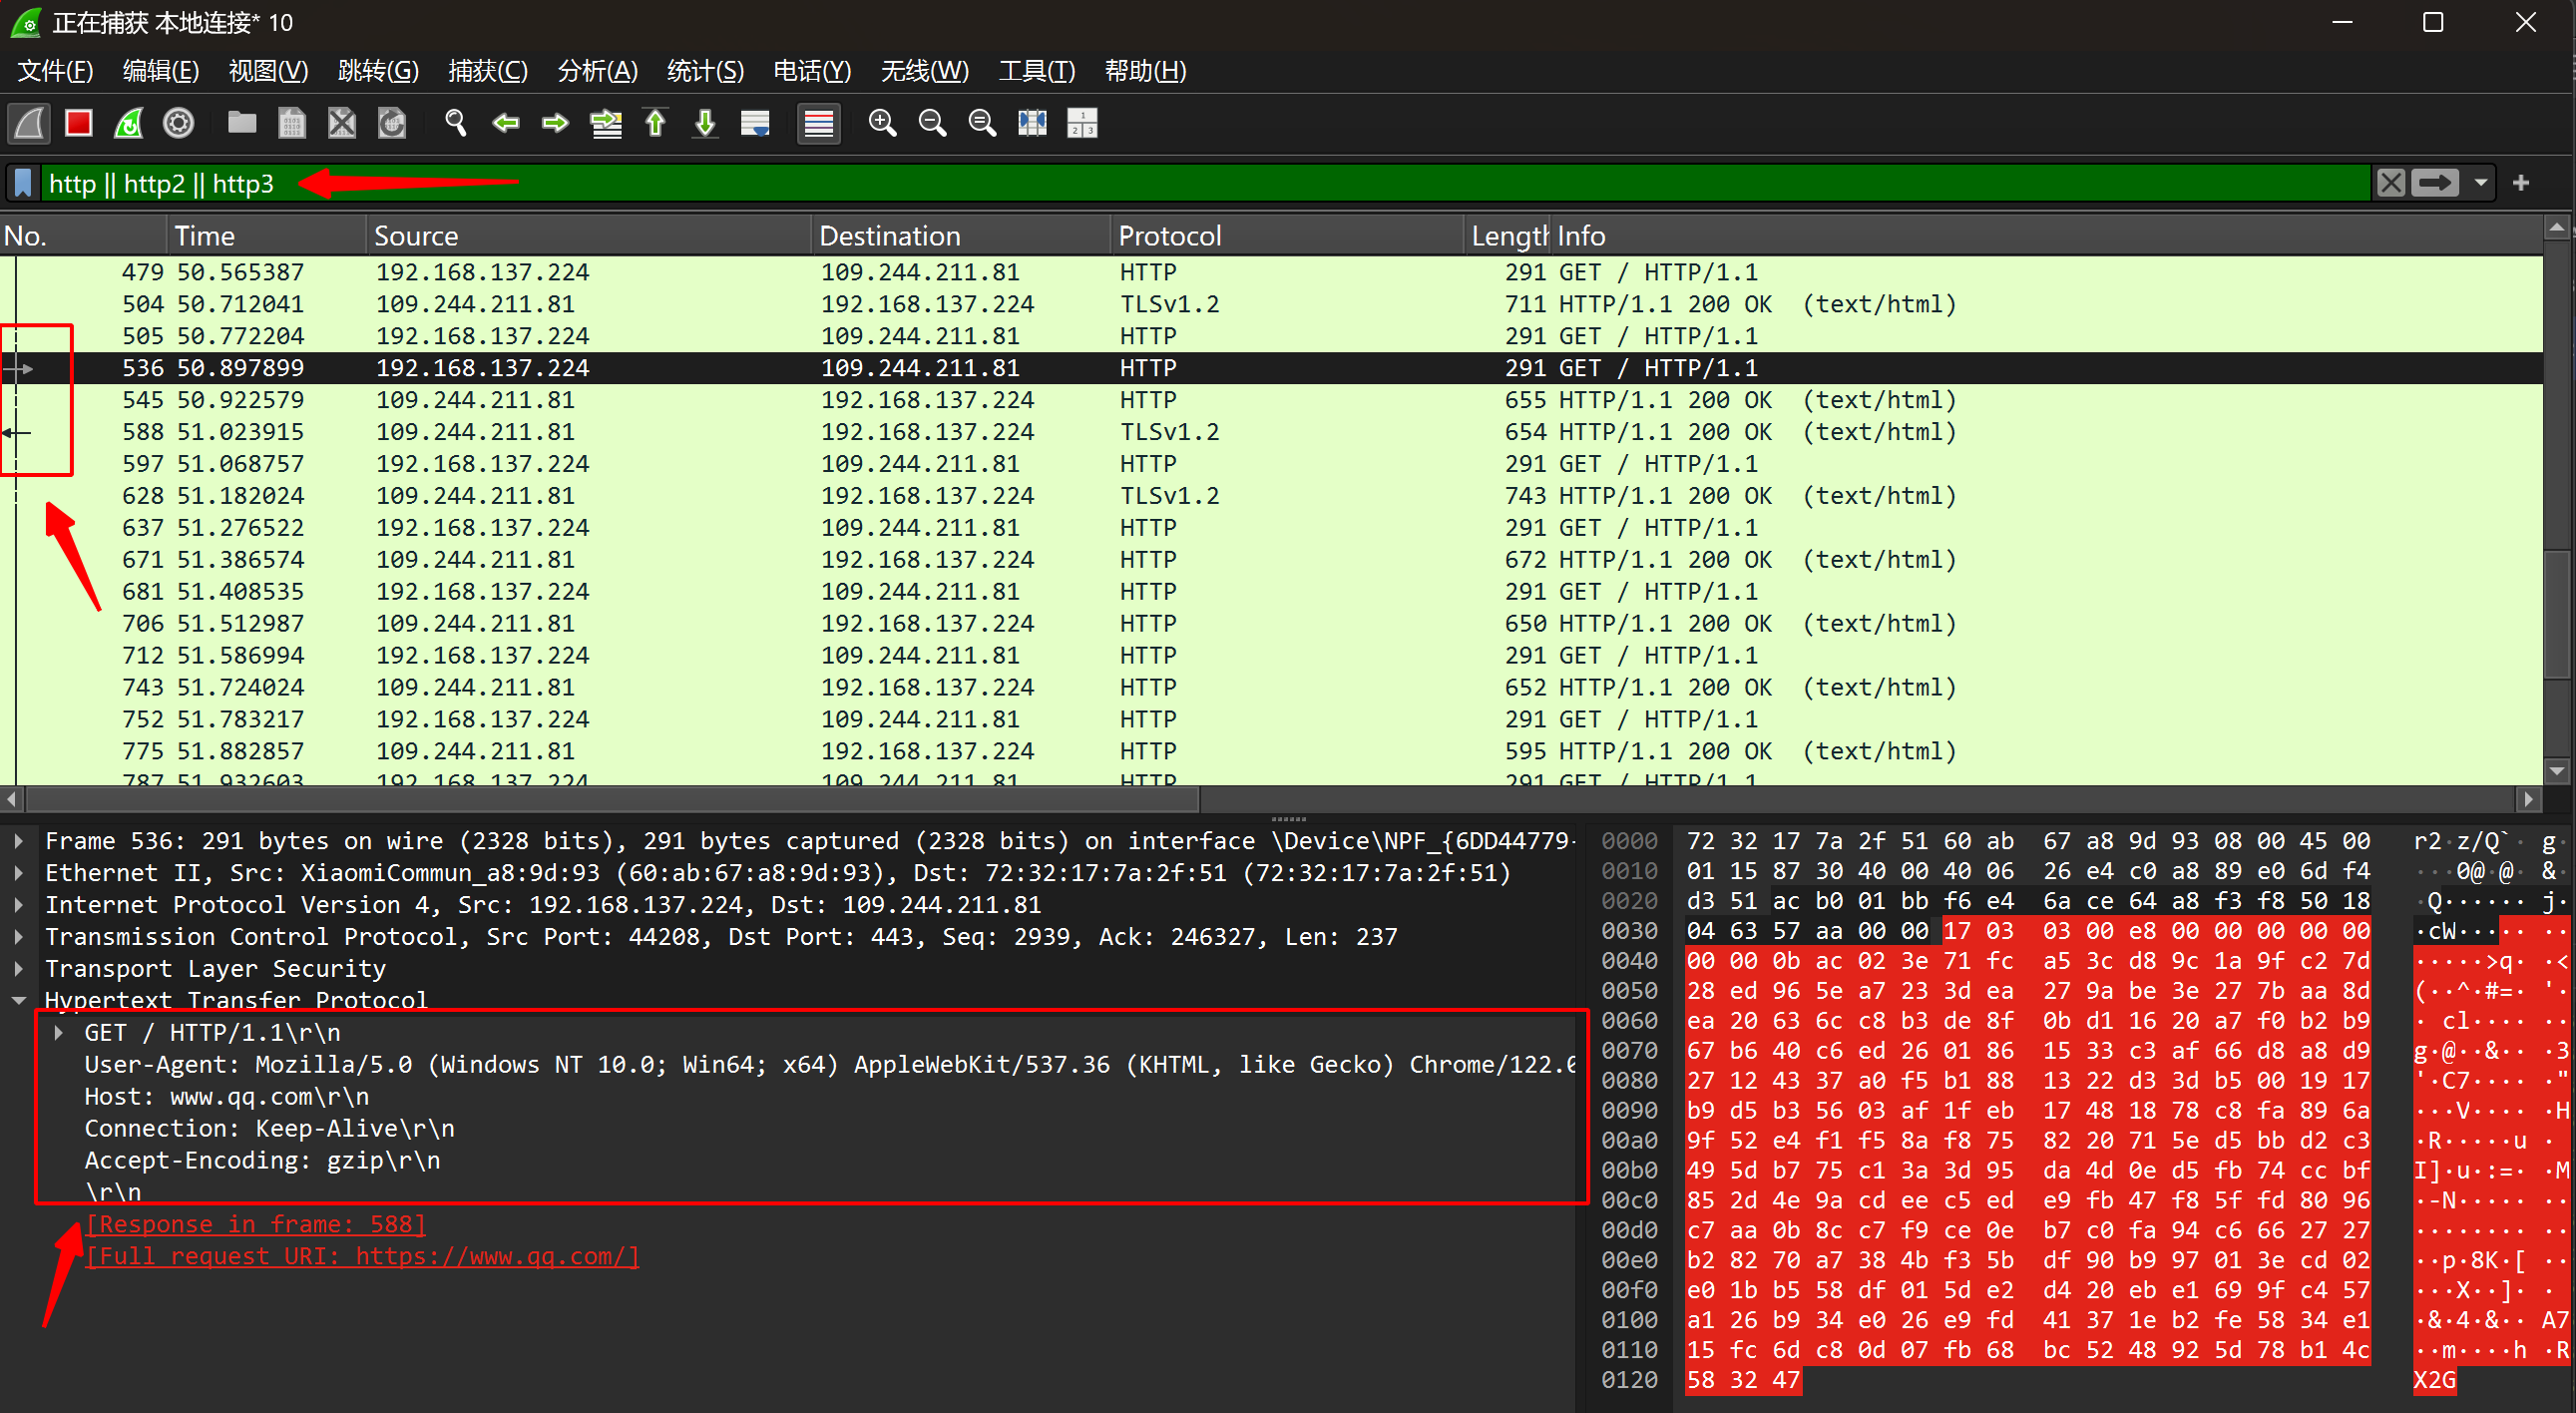 正在捕获 本地连接* 10
文件(F) 编辑(E) 视图(V) 跳转(G) 捕获(C) 分析(A) 统计(S) 电话(Y) 无线(W) 工具(T) 帮助(H)
http || http2 || http3
No. Time Source Destination Protocol Length Info
479 50.565387 192.168.137.224 109.244.211.81 HTTP 291 GET / HTTP/1.1
504 50.712041 109.244.211.81 192.168.137.224 TLSv1.2 711 HTTP/1.1 200 OK (text/html)
505 50.772204 192.168.137.224 109.244.211.81 HTTP 291 GET / HTTP/1.1
536 50.897899 192.168.137.224 109.244.211.81 HTTP 291 GET / HTTP/1.1
545 50.922579 109.244.211.81 192.168.137.224 HTTP 655 HTTP/1.1 200 OK (text/html)
588 51.023915 109.244.211.81 192.168.137.224 TLSv1.2 654 HTTP/1.1 200 OK (text/html)
597 51.068757 192.168.137.224 109.244.211.81 HTTP 291 GET / HTTP/1.1
628 51.182024 109.244.211.81 192.168.137.224 TLSv1.2 743 HTTP/1.1 200 OK (text/html)
637 51.276522 192.168.137.224 109.244.211.81 HTTP 291 GET / HTTP/1.1
671 51.386574 109.244.211.81 192.168.137.224 HTTP 672 HTTP/1.1 200 OK (text/html)
681 51.408535 192.168.137.224 109.244.211.81 HTTP 291 GET / HTTP/1.1
706 51.512987 109.244.211.81 192.168.137.224 HTTP 650 HTTP/1.1 200 OK (text/html)
712 51.586994 192.168.137.224 109.244.211.81 HTTP 291 GET / HTTP/1.1
743 51.724024 109.244.211.81 192.168.137.224 HTTP 652 HTTP/1.1 200 OK (text/html)
752 51.783217 192.168.137.224 109.244.211.81 HTTP 291 GET / HTTP/1.1
775 51.882857 109.244.211.81 192.168.137.224 HTTP 595 HTTP/1.1 200 OK (text/html)
787 51.932603 192.168.137.224 109.244.211.81 HTTP 291 GET / HTTP/1.1
Frame 536: 291 bytes on wire (2328 bits), 291 bytes captured (2328 bits) on interface \Device\NPF_{6DD44779-
Ethernet II, Src: XiaomiCommun_a8:9d:93 (60:ab:67:a8:9d:93), Dst: 72:32:17:7a:2f:51 (72:32:17:7a:2f:51)
Internet Protocol Version 4, Src: 192.168.137.224, Dst: 109.244.211.81
Transmission Control Protocol, Src Port: 44208, Dst Port: 443, Seq: 2939, Ack: 246327, Len: 237
Transport Layer Security
Hypertext Transfer Protocol
GET / HTTP/1.1\r\n
User-Agent: Mozilla/5.0 (Windows NT 10.0; Win64; x64) AppleWebKit/537.36 (KHTML, like Gecko) Chrome/122.0
Host: www.qq.com\r\n
Connection: Keep-Alive\r\n
Accept-Encoding: gzip\r\n
\r\n
[Response in frame: 588]
[Full request URI: https://www.qq.com/]
0000 72 32 17 7a 2f 51 60 ab 67 a8 9d 93 08 00 45 00 r2·z/Q`· g
0010 01 15 87 30 40 00 40 06 26 e4 c0 a8 89 e0 6d f4 ···0@·@· &
0020 d3 51 ac b0 01 bb f6 e4 6a ce 64 a8 f3 f8 50 18 ·Q······ j·
0030 04 63 57 aa 00 00 17 03 03 00 e8 00 00 00 00 00 ·cW····· ··
0040 00 00 0b ac 02 3e 71 fc a5 3c d8 9c 1a 9f c2 7d ·····>q· ·<
0050 28 ed 96 5e a7 23 3d ea 27 9a be 3e 27 7b aa 8d (··^·#=· '·
0060 ea 20 63 6c c8 b3 de 8f 0b d1 16 20 a7 f0 b2 b9 · cl···· ··
0070 67 b6 40 c6 ed 26 01 86 15 33 c3 af 66 d8 a8 d9 g·@··&·· ·3
0080 27 12 43 37 a0 f5 b1 88 13 22 d3 3d b5 00 19 17 '·C7···· ·"
0090 b9 d5 b3 56 03 af 1f eb 17 48 18 78 c8 fa 89 6a ···V···· ·H
00a0 9f 52 e4 f1 f5 8a f8 75 82 20 71 5e d5 bb d2 c3 ·R·····u ·
00b0 49 5d b7 75 c1 3a 3d 95 da 4d 0e d5 fb 74 cc bf I]·u·:=· ·M
00c0 85 2d 4e 9a cd ee c5 ed e9 fb 47 f8 5f fd 80 96 ·-N····· ··
00d0 c7 aa 0b 8c c7 f9 ce 0e b7 c0 fa 94 c6 66 27 27 ········ ··
00e0 b2 82 70 a7 38 4b f3 5b df 90 b9 97 01 3e cd 02 ··p·8K·[ ··
00f0 e0 1b b5 58 df 01 5d e2 d4 20 eb e1 69 9f c4 57 ···X··]· ·
0100 a1 26 b9 34 e0 26 e9 fd 41 37 1e b2 fe 58 34 e1 ·&·4·&·· A7
0110 15 fc 6d c8 0d 07 fb 68 bc 52 48 92 5d 78 b1 4c ··m····h ·R
0120 58 32 47 X2G